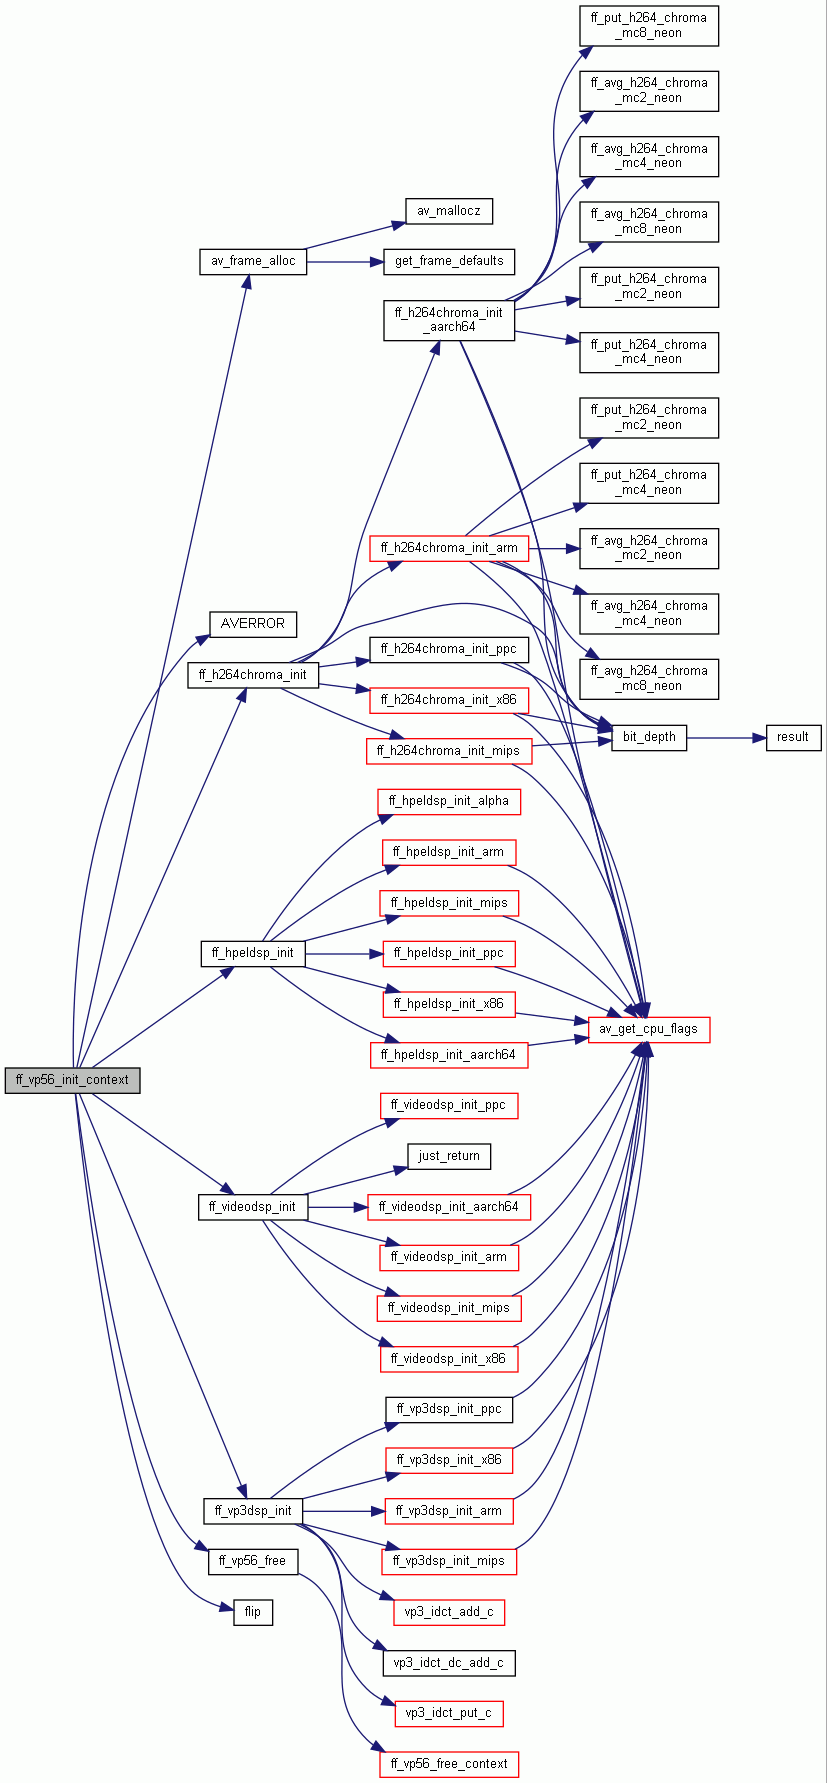 ff_put_h264_chroma
_mc8_neon
ff_avg_h264_chroma
_mc2_neon
ff_avg_h264_chroma
_mc4_neon
av_mallocz
ff_avg_h264_chroma
_mc8_neon
av_frame_alloc
get_frame_defaults
ff_put_h264_chroma
_mc2_neon
ff_h264chroma_init
_aarch64
ff_put_h264_chroma
_mc4_neon
ff_put_h264_chroma
_mc2_neon
ff_put_h264_chroma
_mc4_neon
ff_h264chroma_init_arm
ff_avg_h264_chroma
_mc2_neon
ff_avg_h264_chroma
_mc4_neon
AVERROR
ff_h264chroma_init_ppc
ff_h264chroma_init
ff_avg_h264_chroma
_mc8_neon
ff_h264chroma_init_x86
bit_depth
result
ff_h264chroma_init_mips
ff_hpeldsp_init_alpha
ff_hpeldsp_init_arm
ff_hpeldsp_init_mips
ff_hpeldsp_init
ff_hpeldsp_init_ppc
ff_hpeldsp_init_x86
av_get_cpu_flags
ff_hpeldsp_init_aarch64
ff_vp56_init_context
ff_videodsp_init_ppc
just_return
ff_videodsp_init
ff_videodsp_init_aarch64
ff_videodsp_init_arm
ff_videodsp_init_mips
ff_videodsp_init_x86
ff_vp3dsp_init_ppc
ff_vp3dsp_init_x86
ff_vp3dsp_init
ff_vp3dsp_init_arm
ff_vp56_free
ff_vp3dsp_init_mips
flip
vp3_idct_add_c
vp3_idct_dc_add_c
vp3_idct_put_c
ff_vp56_free_context